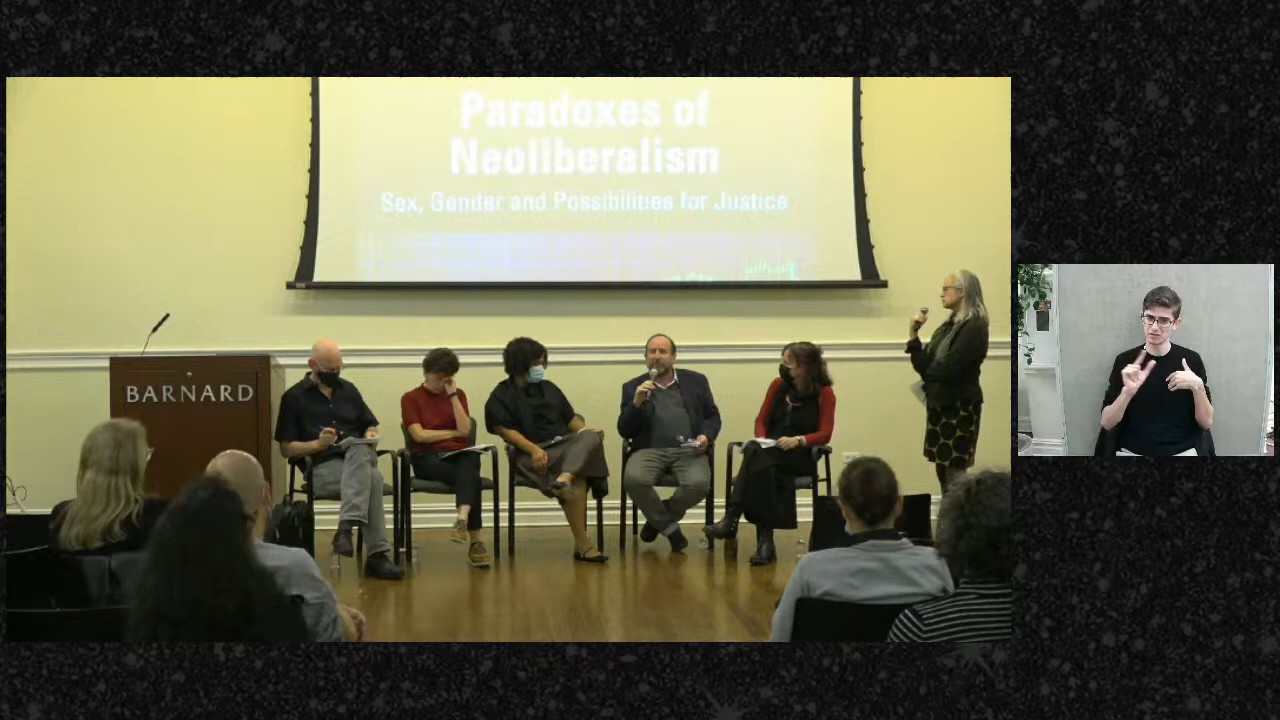 Paradoxes of
Neoliberalism
Sex, Gender and Possibilities for Justice
BARNARD